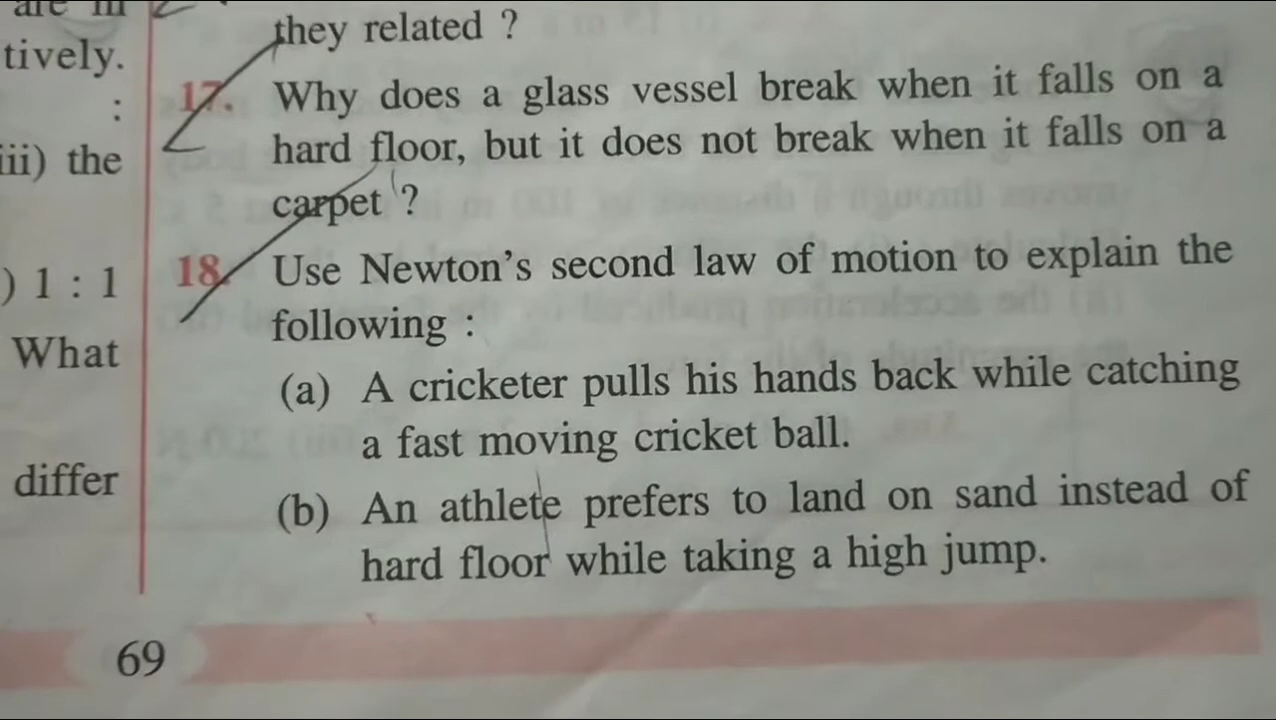 tively.
:
iii) the
) 1 : 1
What
differ
they related ?
17. Why does a glass vessel break when it falls on a
hard floor, but it does not break when it falls on a
carpet ?
18. Use Newton's second law of motion to explain the
following :
(a) A cricketer pulls his hands back while catching
a fast moving cricket ball.
(b) An athlete prefers to land on sand instead of
hard floor while taking a high jump.
69